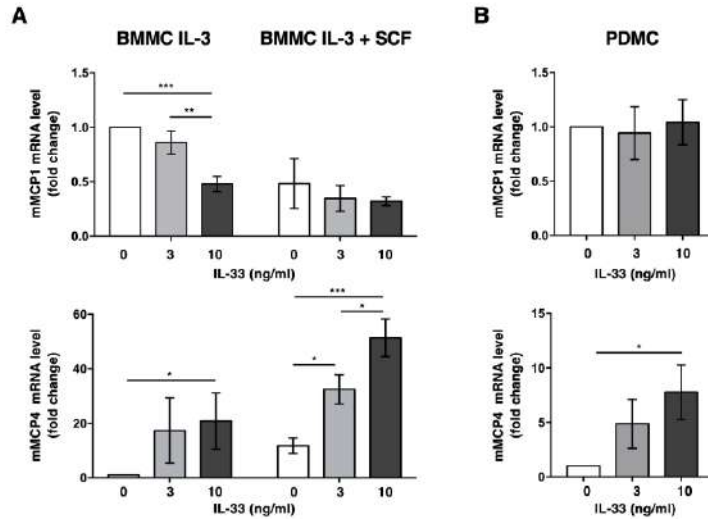 A
B
BMMC IL-3
BMMC IL-3 + SCF
PDMC
mMCP1 mRNA level
(fold change)
1.5
1.0
0.5
0.0
***
**
0 3 10 0 3 10
IL-33 (ng/ml)
mMCP1 mRNA level
(fold change)
1.5
1.0
0.5
0.0
0 3 10
IL-33 (ng/ml)
mMCP4 mRNA level
(fold change)
60
40
20
0
*
***
*
*
0 3 10 0 3 10
IL-33 (ng/ml)
mMCP4 mRNA level
(fold change)
15
10
5
0
*
0 3 10
IL-33 (ng/ml)